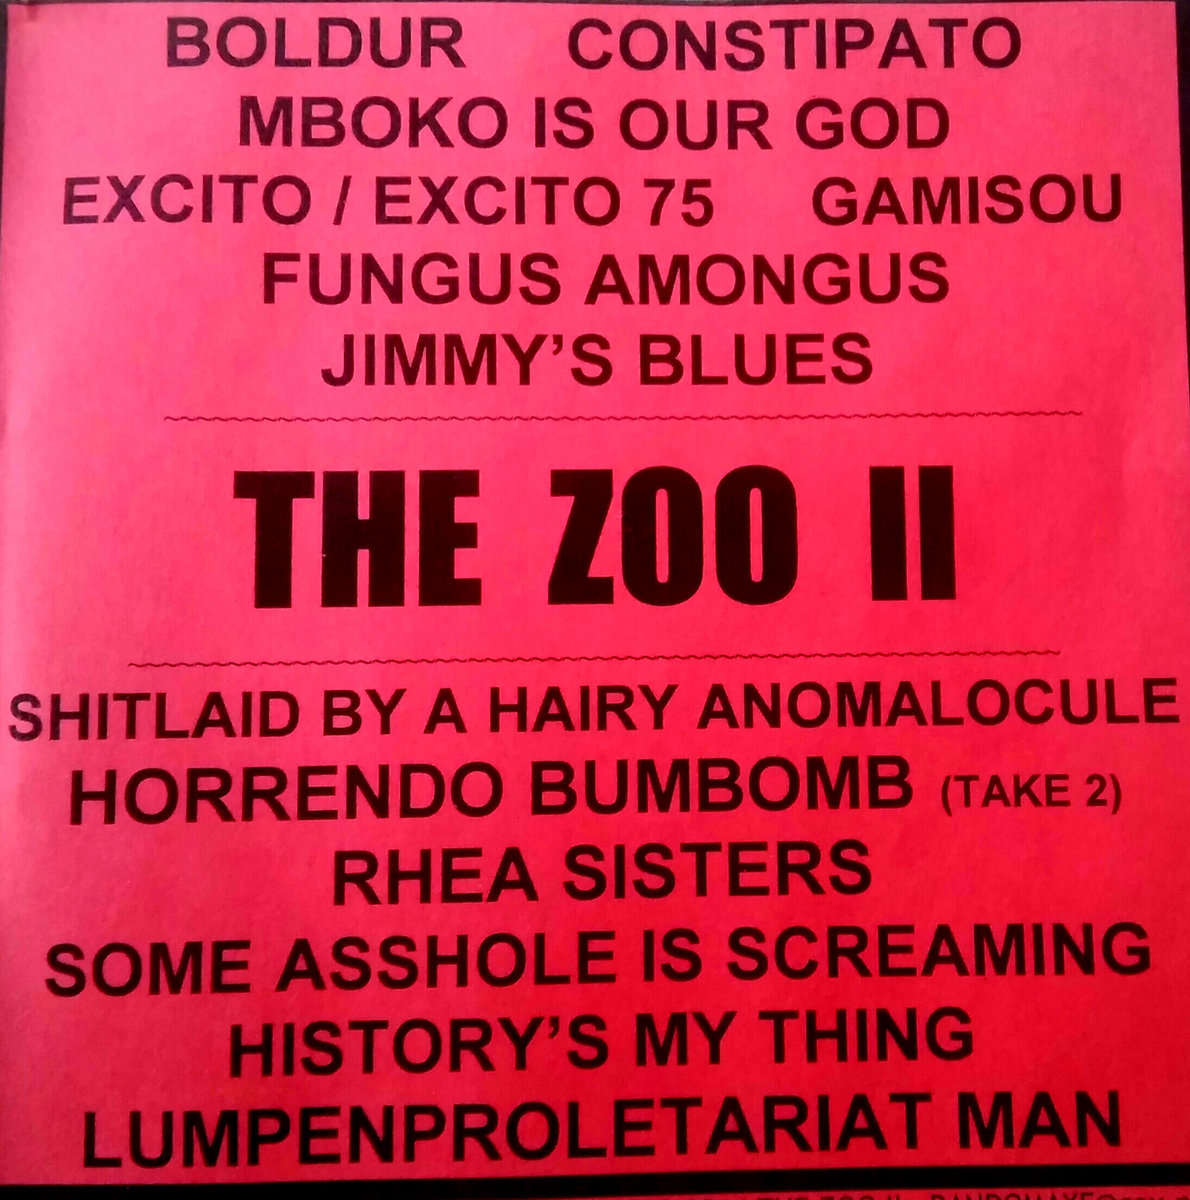 BOLDUR CONSTIPATO
MBOKO IS OUR GOD
EXCITO / EXCITO 75 GAMISOU
FUNGUS AMONGUS
JIMMY'S BLUES
THE ZOO II
SHITLAID BY A HAIRY ANOMALOCULE
HORRENDO BUMBOMB (TAKE 2)
RHEA SISTERS
SOME ASSHOLE IS SCREAMING
HISTORY'S MY THING
LUMPENPROLETARIAT MAN